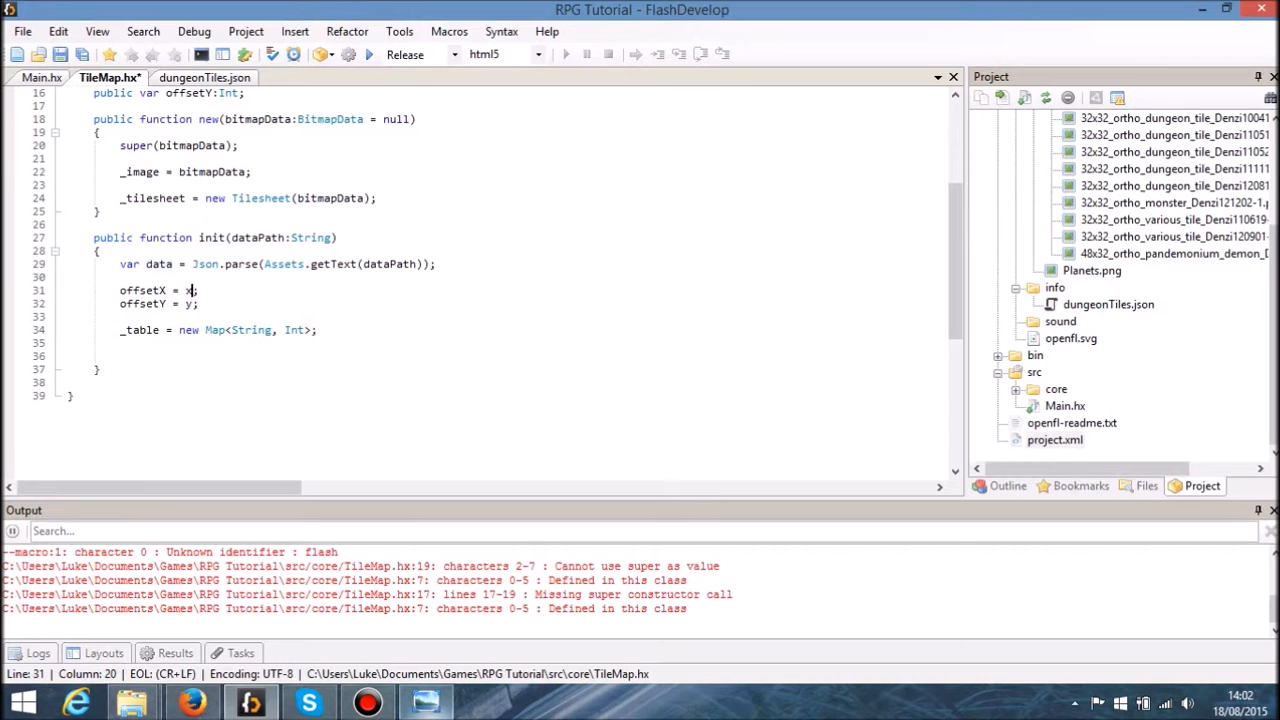 RPG Tutorial - FlashDevelop
File Edit View Search Debug Project Insert Refactor Tools Macros Syntax Help
Release html5
Main.hx TileMap.hx* dungeonTiles.json
16 public var offsetY:Int;
17
18 public function new(bitmapData:BitmapData = null)
19 {
20 super(bitmapData);
21
22 _image = bitmapData;
23
24 _tilesheet = new Tilesheet(bitmapData);
25 }
26
27 public function init(dataPath:String)
28 {
29 var data = Json.parse(Assets.getText(dataPath));
30
31 offsetX = x;
32 offsetY = y;
33
34 _table = new Map<String, Int>;
35
36
37 }
38
39 }
Project
32x32_ortho_dungeon_tile_Denzi10041
32x32_ortho_dungeon_tile_Denzi11051
32x32_ortho_dungeon_tile_Denzi11052
32x32_ortho_dungeon_tile_Denzi11111
32x32_ortho_dungeon_tile_Denzi12081
32x32_ortho_monster_Denzi121202-1.p
32x32_ortho_various_tile_Denzi110619
32x32_ortho_various_tile_Denzi120901
48x32_ortho_pandemonium_demon_D
Planets.png
info
dungeonTiles.json
sound
openfl.svg
bin
src
core
Main.hx
openfl-readme.txt
project.xml
Outline Bookmarks Files Project
Output
Search...
--macro:1: character 0 : Unknown identifier : flash
C:\Users\Luke\Documents\Games\RPG Tutorial\src/core/TileMap.hx:19: characters 2-7 : Cannot use super as value
C:\Users\Luke\Documents\Games\RPG Tutorial\src/core/TileMap.hx:7: characters 0-5 : Defined in this class
C:\Users\Luke\Documents\Games\RPG Tutorial\src/core/TileMap.hx:17: lines 17-19 : Missing super constructor call
C:\Users\Luke\Documents\Games\RPG Tutorial\src/core/TileMap.hx:7: characters 0-5 : Defined in this class
Logs Layouts Results Tasks
Line: 31 | Column: 20 | EOL: (CR+LF) | Encoding: UTF-8 | C:\Users\Luke\Documents\Games\RPG Tutorial\src\core\TileMap.hx
14:02
18/08/2015